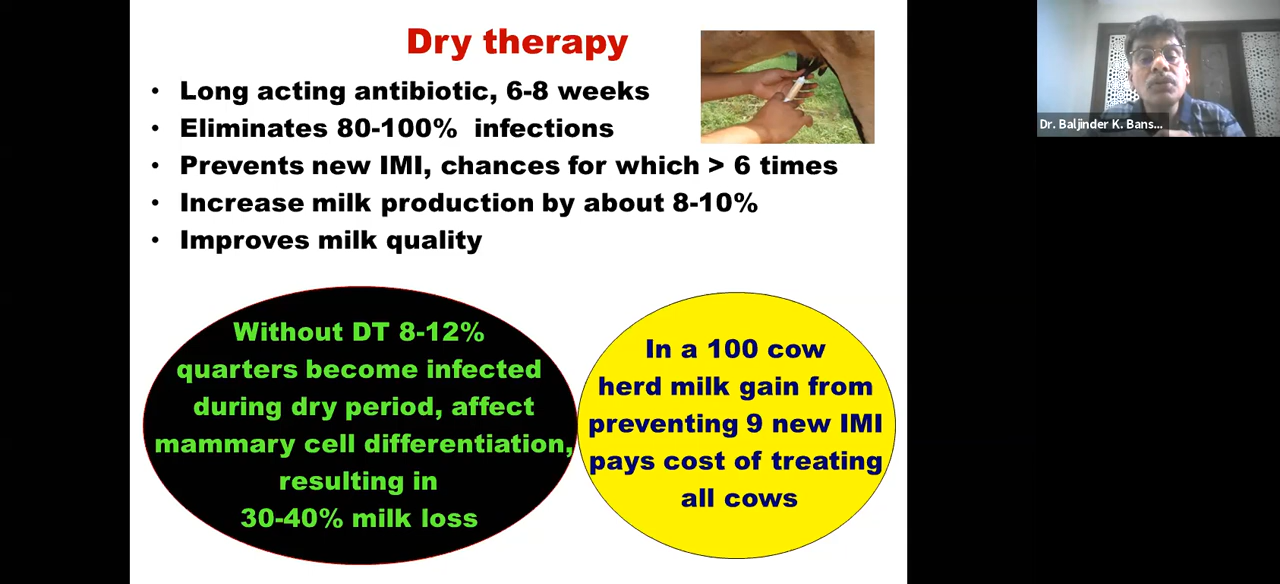 Dry therapy
• Long acting antibiotic, 6-8 weeks
• Eliminates 80-100% infections
• Prevents new IMI, chances for which > 6 times
• Increase milk production by about 8-10%
• Improves milk quality
Without DT 8-12%
quarters become infected
during dry period, affect
mammary cell differentiation,
resulting in
30-40% milk loss
In a 100 cow
herd milk gain from
preventing 9 new IMI
pays cost of treating
all cows
Dr. Baljinder K. Bans...